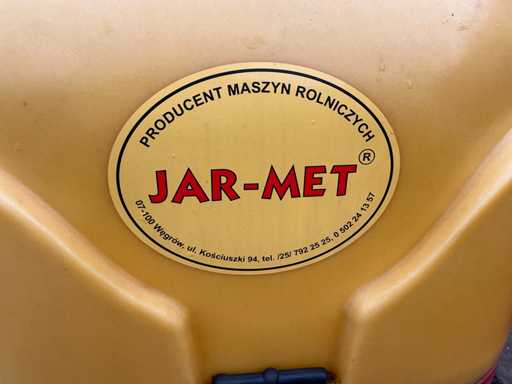 PRODUCENT MASZYN ROLNICZYCH
JAR-MET ®
07-100 Węgrów, ul. Kościuszki 94, tel. /25/ 792 25 25, 0 502 24 13 57